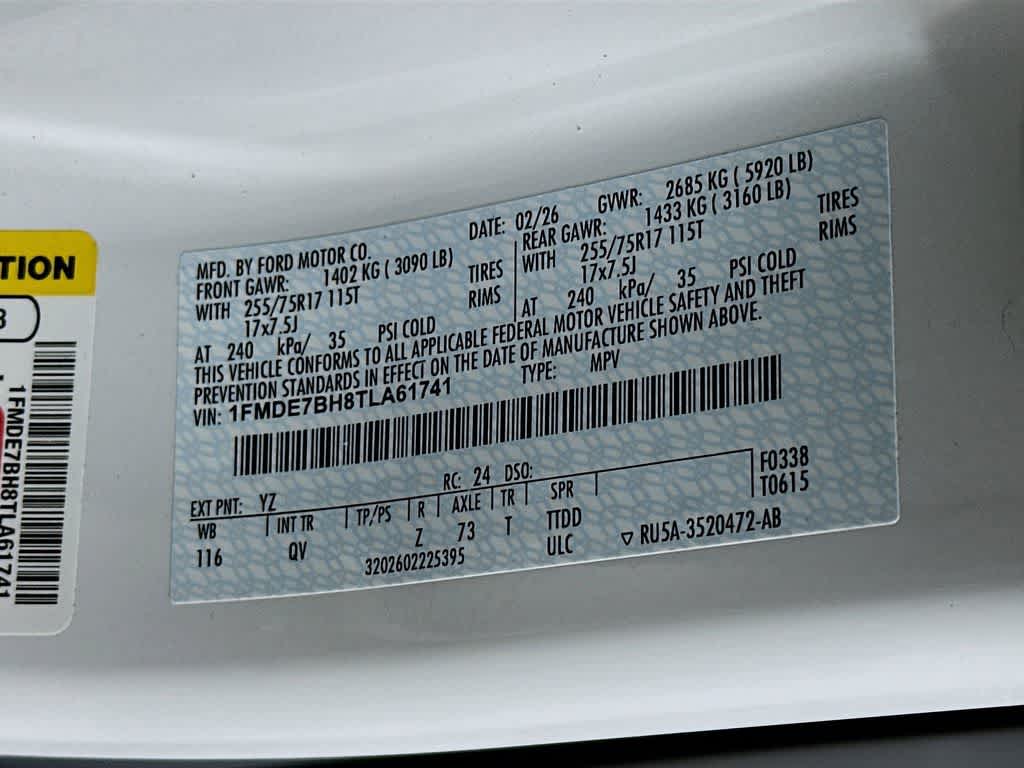 TION
3
1FMDE7BH8TLA61741
MFD. BY FORD MOTOR CO.
DATE: 02/26
GVWR: 2685 KG ( 5920 LB)
FRONT GAWR: 1402 KG ( 3090 LB)
REAR GAWR: 1433 KG ( 3160 LB)
WITH 255/75R17 115T TIRES
WITH 255/75R17 115T TIRES
17x7.5J RIMS
17x7.5J RIMS
AT 240 kPa/ 35 PSI COLD
AT 240 kPa/ 35 PSI COLD
THIS VEHICLE CONFORMS TO ALL APPLICABLE FEDERAL MOTOR VEHICLE SAFETY AND THEFT
PREVENTION STANDARDS IN EFFECT ON THE DATE OF MANUFACTURE SHOWN ABOVE.
VIN: 1FMDE7BH8TLA61741
TYPE: MPV
EXT PNT: YZ RC: 24 DSO: F0338
T0615
WB INT TR TP/PS R AXLE TR SPR
116 QV Z 73 T TTDD
ULC
3202602225395
▽ RU5A-3520472-AB